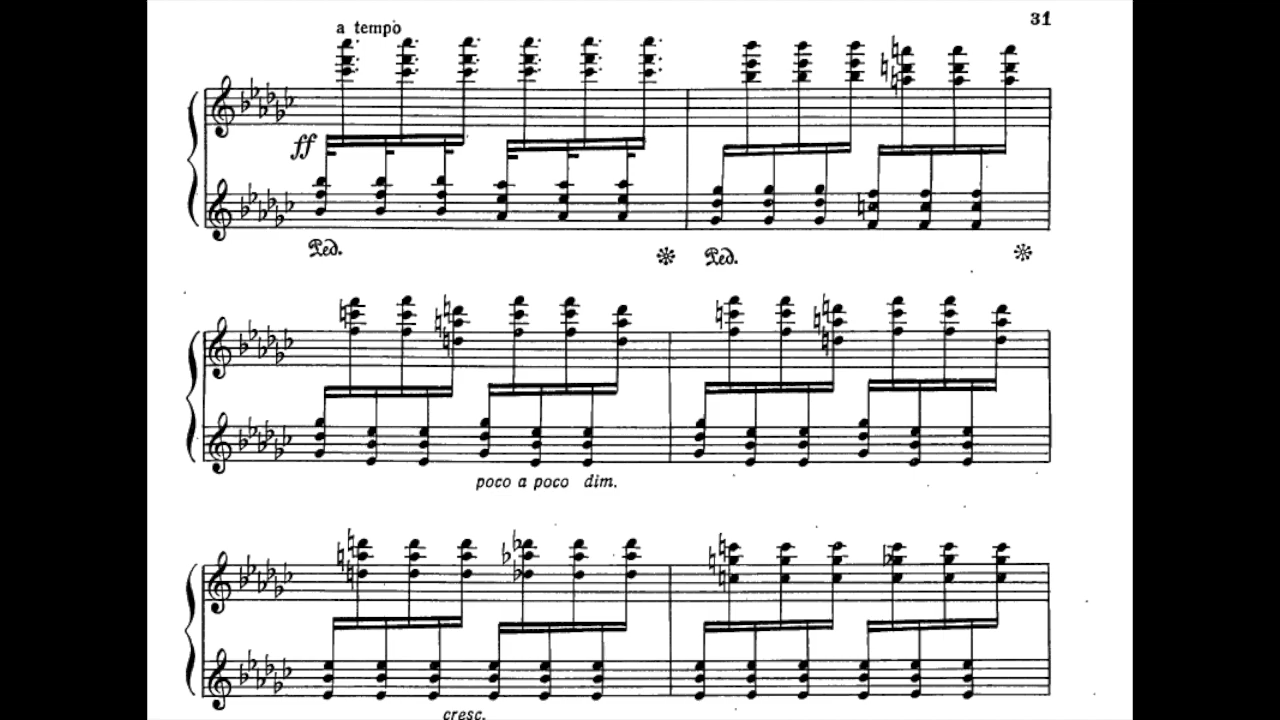 31
a tempo
ff
Ped. Ped.
poco a poco dim.
cresc.